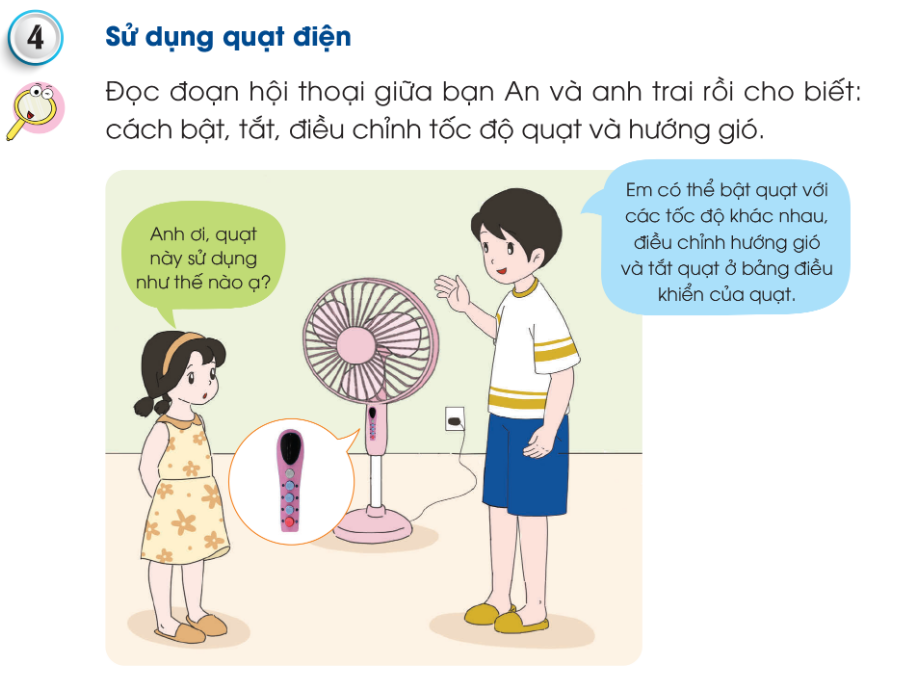 4
Sử dụng quạt điện
Đọc đoạn hội thoại giữa bạn An và anh trai rồi cho biết:
cách bật, tắt, điều chỉnh tốc độ quạt và hướng gió.
Anh ơi, quạt
này sử dụng
như thế nào ạ?
Em có thể bật quạt với
các tốc độ khác nhau,
điều chỉnh hướng gió
và tắt quạt ở bảng điều
khiển của quạt.